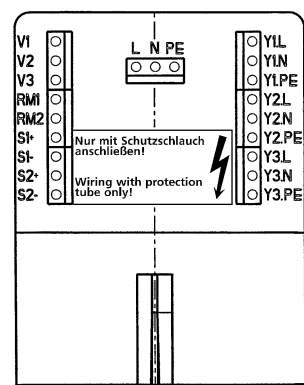 V1
V2
V3
RM1
RM2
S1+
S1-
S2+
S2-
L N PE
Y1.L
Y1.N
Y1.PE
Y2.L
Y2.N
Y2.PE
Y3.L
Y3.N
Y3.PE
Nur mit Schutzschlauch
anschließen!
Wiring with protection
tube only!